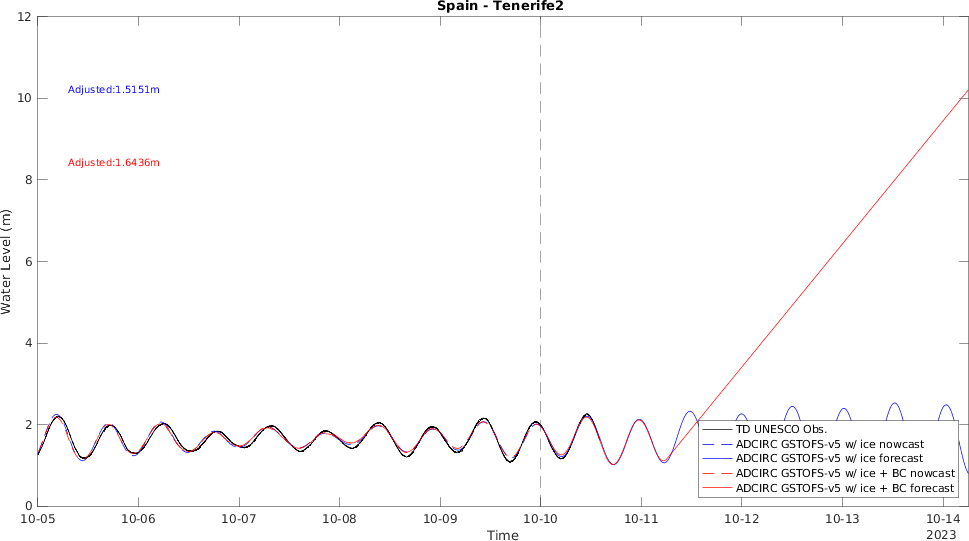 Spain - Tenerife2
12
10
8
6
4
2
0
Water Level (m)
Adjusted:1.5151m
Adjusted:1.6436m
TD UNESCO Obs.
ADCIRC GSTOFS-v5 w/ ice nowcast
ADCIRC GSTOFS-v5 w/ ice forecast
ADCIRC GSTOFS-v5 w/ ice + BC nowcast
ADCIRC GSTOFS-v5 w/ ice + BC forecast
10-05 10-06 10-07 10-08 10-09 10-10 10-11 10-12 10-13 10-14
Time
2023